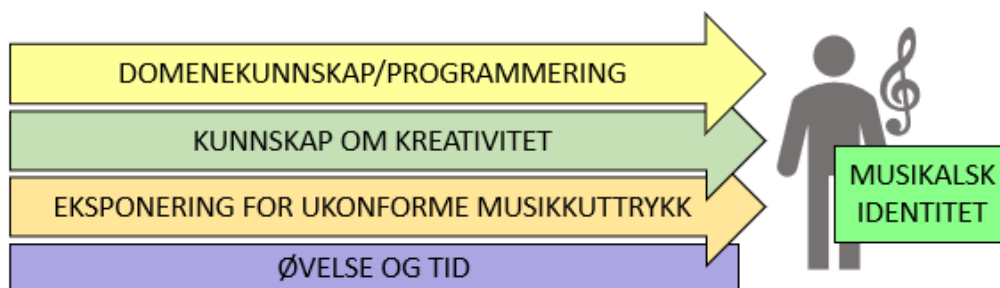 DOMENEKUNNSKAP/PROGRAMMERING
KUNNSKAP OM KREATIVITET
EKSPONERING FOR UKONFORME MUSIKKUTTRYKK
ØVELSE OG TID
MUSIKALSK
IDENTITET